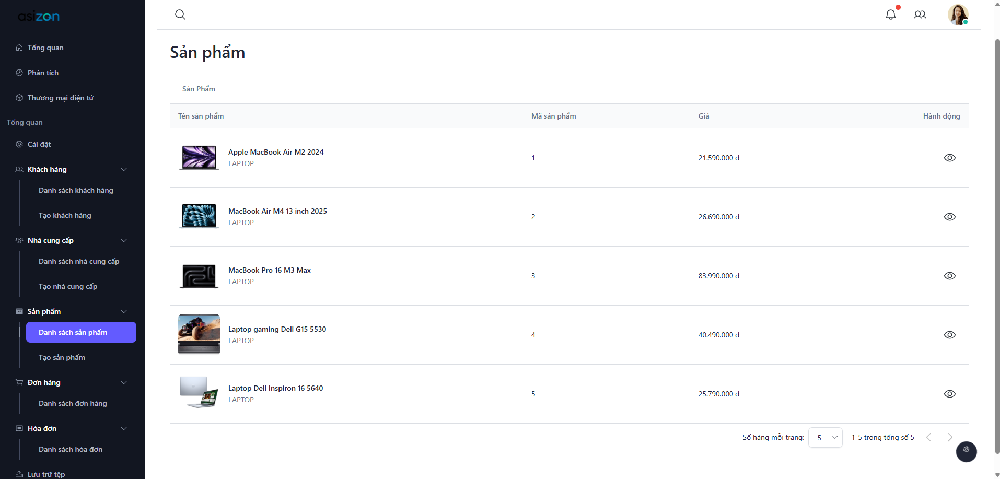 asizon
Tổng quan
Phân tích
Thương mại điện tử
Tổng quan
Cài đặt
Khách hàng
Danh sách khách hàng
Tạo khách hàng
Nhà cung cấp
Danh sách nhà cung cấp
Tạo nhà cung cấp
Sản phẩm
Danh sách sản phẩm
Tạo sản phẩm
Đơn hàng
Danh sách đơn hàng
Hóa đơn
Danh sách hóa đơn
Lưu trữ tệp
Sản phẩm
Sản Phẩm
Tên sản phẩm Mã sản phẩm Giá Hành động
Apple MacBook Air M2 2024
LAPTOP
1 21.590.000 đ
MacBook Air M4 13 inch 2025
LAPTOP
2 26.690.000 đ
MacBook Pro 16 M3 Max
LAPTOP
3 83.990.000 đ
Laptop gaming Dell G15 5530
LAPTOP
4 40.490.000 đ
Laptop Dell Inspiron 16 5640
LAPTOP
5 25.790.000 đ
Số hàng mỗi trang: 5 1-5 trong tổng số 5